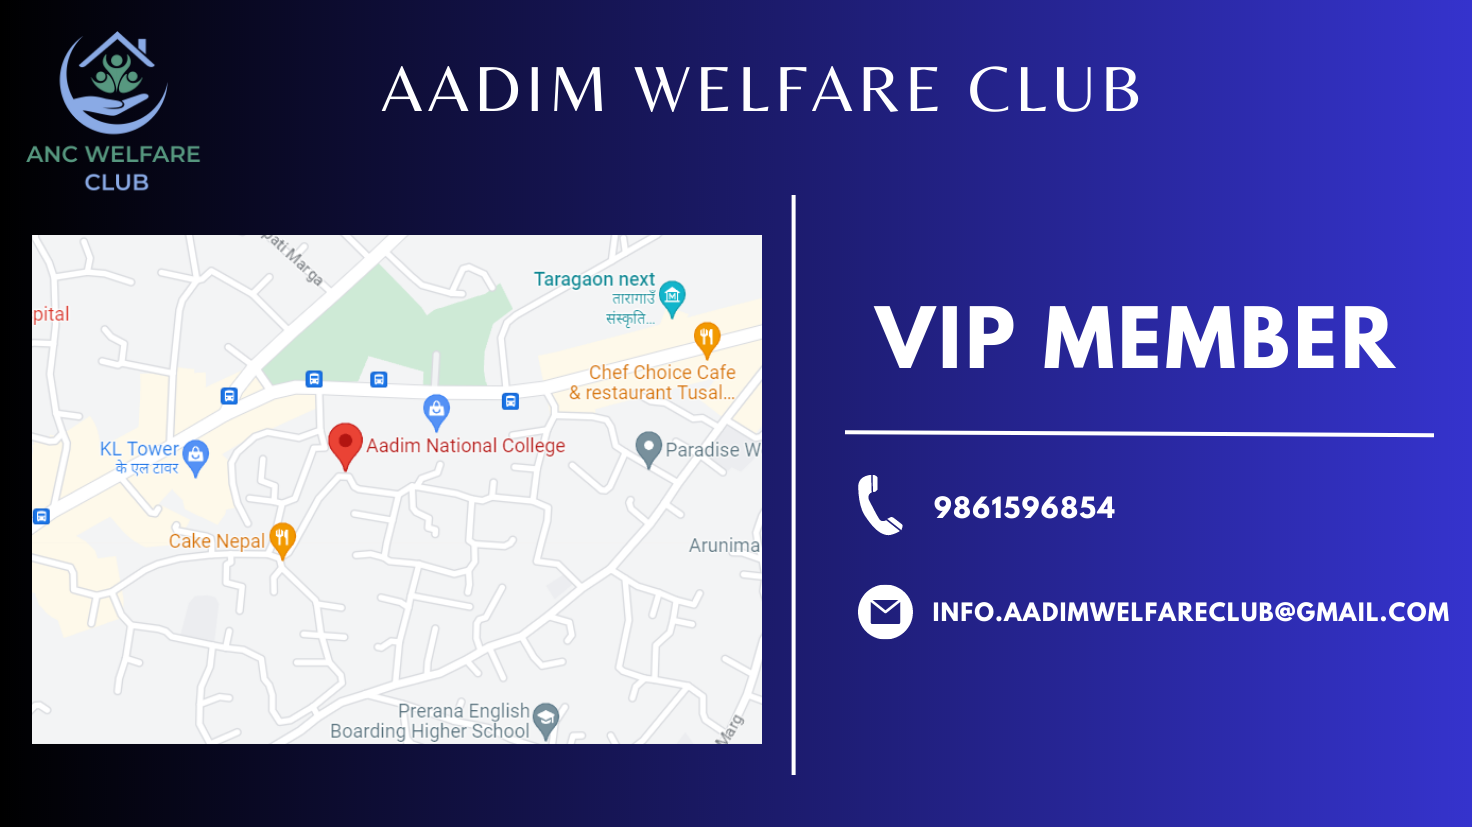 AADIM WELFARE CLUB
ANC WELFARE
CLUB
pati Marga
Taragaon next
तारागाउँ
संस्कृति...
pital
Chef Choice Cafe
& restaurant Tusal...
KL Tower
के एल टावर
Aadim National College
Paradise W
Cake Nepal
Arunima
Prerana English
Boarding Higher School
Marg
VIP MEMBER
9861596854
INFO.AADIMWELFARECLUB@GMAIL.COM